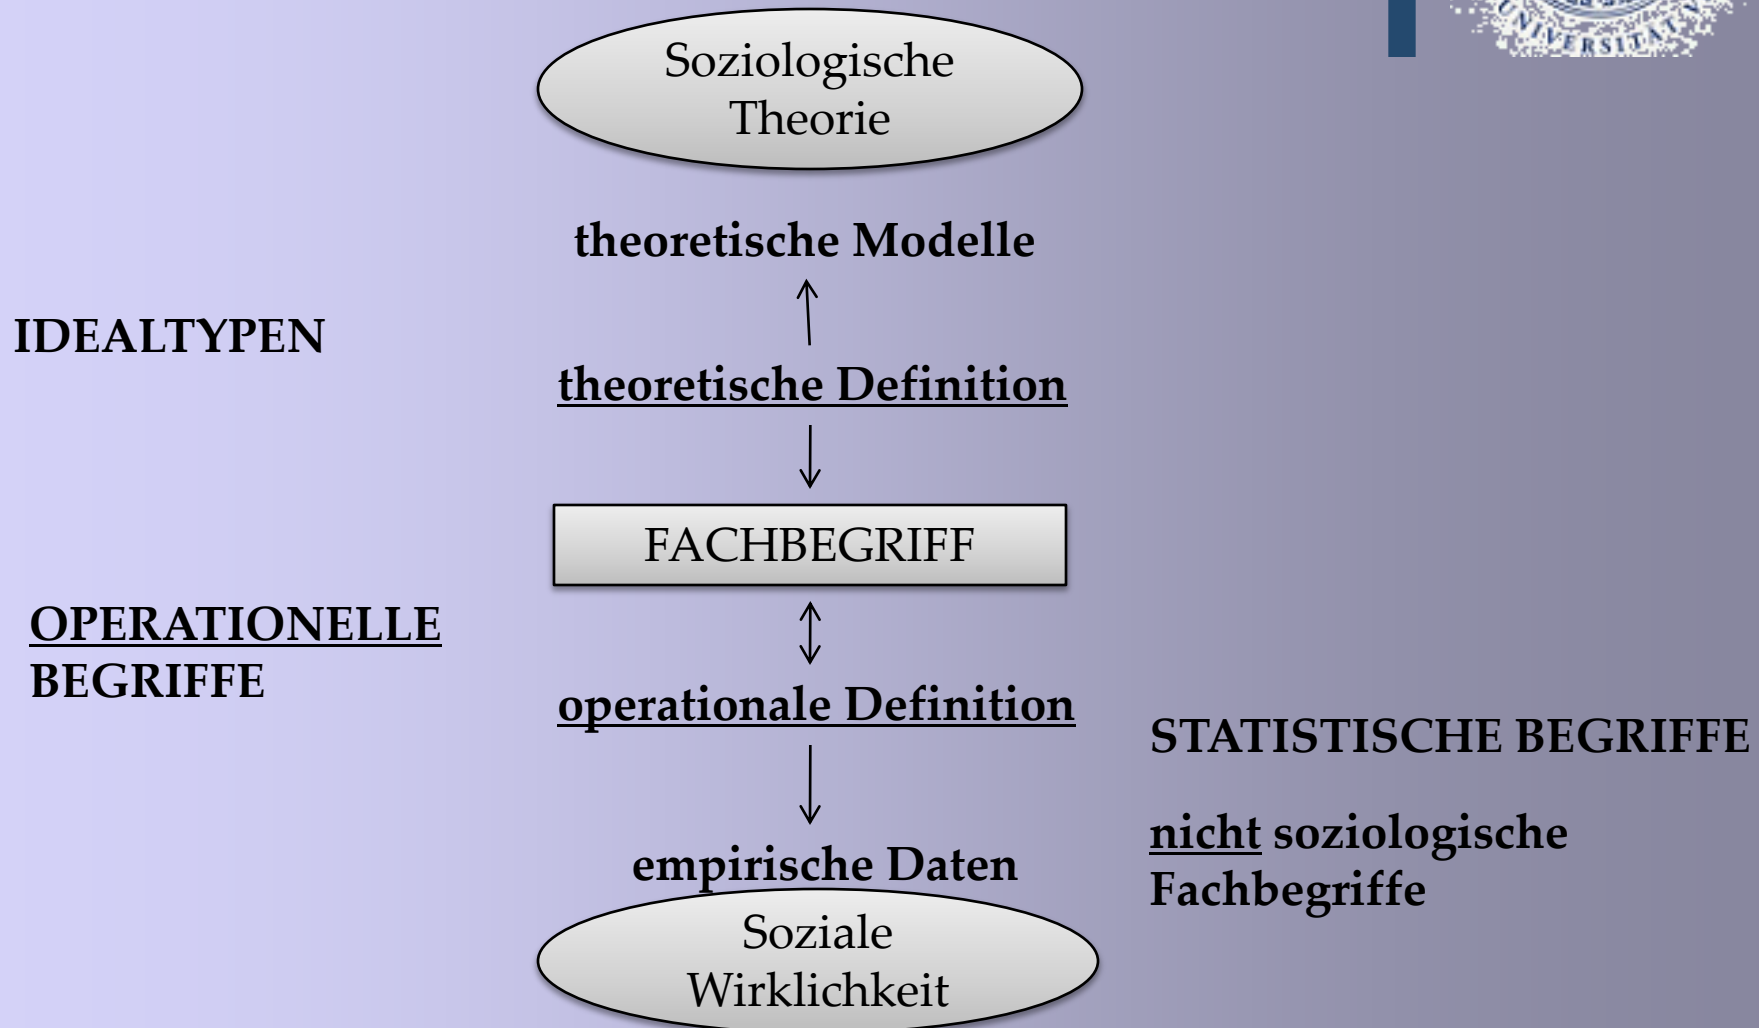 UNIVERSITÄT
Soziologische
Theorie
theoretische Modelle
IDEALTYPEN
theoretische Definition
FACHBEGRIFF
OPERATIONELLE
BEGRIFFE
operationale Definition
STATISTISCHE BEGRIFFE
nicht soziologische
Fachbegriffe
empirische Daten
Soziale
Wirklichkeit